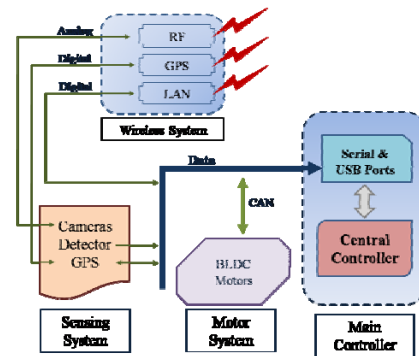 Analog
RF
Digital
GPS
Digital
LAN
Wireless System
Data
Serial &
USB Ports
CAN
Cameras
Detector
GPS
BLDC
Motors
Central
Controller
Sensing
System
Motor
System
Main
Controller